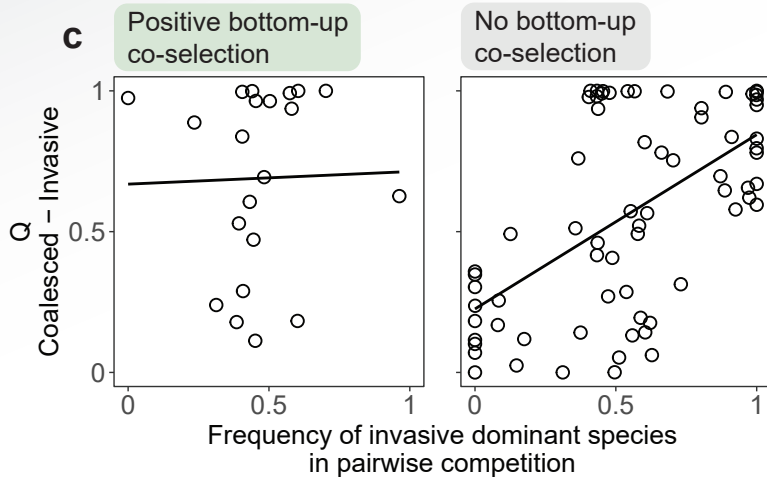 c
Positive bottom-up
co-selection
No bottom-up
co-selection
Q
Coalesced – Invasive
1
0.5
0
0
0.5
1
0
0.5
1
Frequency of invasive dominant species
in pairwise competition